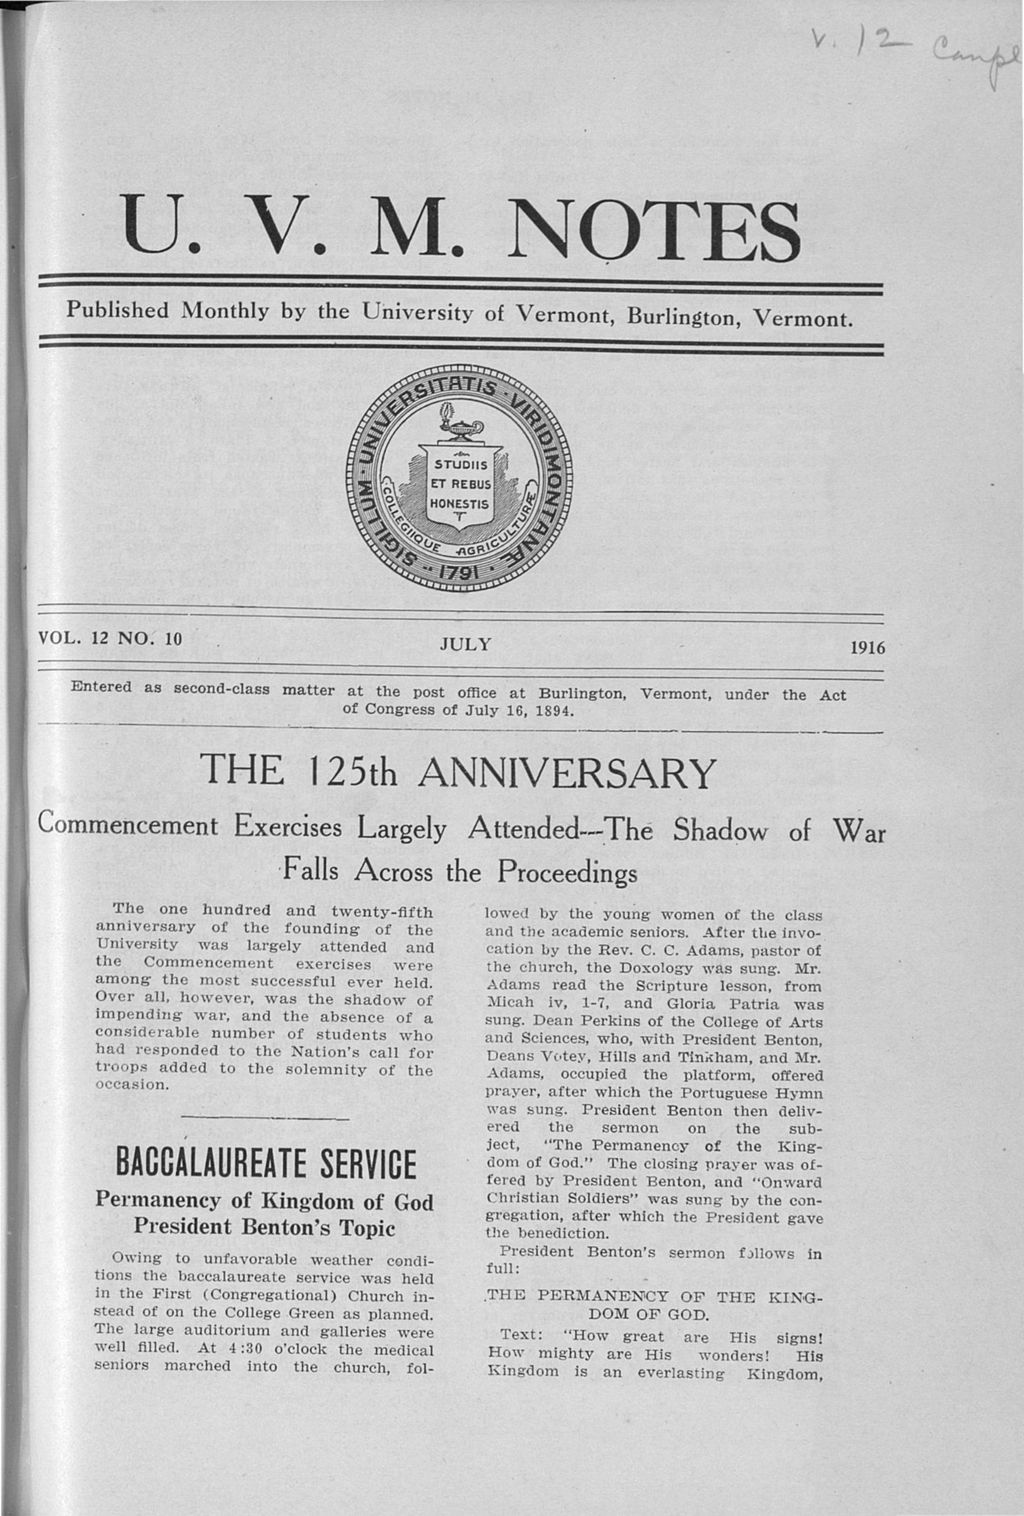 v. 12
U. V. M. NOTES
Published Monthly by the University of Vermont, Burlington, Vermont.
SIGILLUM · UNIVERSITATIS · VIRIDIMONTANÆ ·
COLLEGIIQUE AGRICULTURÆ
STUDIIS
ET REBUS
HONESTIS
·· 1791 ·
VOL. 12 NO. 10 JULY 1916
Entered as second-class matter at the post office at Burlington, Vermont, under the Act
of Congress of July 16, 1894.
THE 125th ANNIVERSARY
Commencement Exercises Largely Attended---The Shadow of War
Falls Across the Proceedings
The one hundred and twenty-fifth
anniversary of the founding of the
University was largely attended and
the Commencement exercises were
among the most successful ever held.
Over all, however, was the shadow of
impending war, and the absence of a
considerable number of students who
had responded to the Nation's call for
troops added to the solemnity of the
occasion.
BACCALAUREATE SERVICE
Permanency of Kingdom of God
President Benton's Topic
Owing to unfavorable weather condi-
tions the baccalaureate service was held
in the First (Congregational) Church in-
stead of on the College Green as planned.
The large auditorium and galleries were
well filled. At 4:30 o'clock the medical
seniors marched into the church, fol-
lowed by the young women of the class
and the academic seniors. After the invo-
cation by the Rev. C. C. Adams, pastor of
the church, the Doxology was sung. Mr.
Adams read the Scripture lesson, from
Micah iv, 1-7, and Gloria Patria was
sung. Dean Perkins of the College of Arts
and Sciences, who, with President Benton,
Deans Votey, Hills and Tinkham, and Mr.
Adams, occupied the platform, offered
prayer, after which the Portuguese Hymn
was sung. President Benton then deliv-
ered the sermon on the sub-
ject, "The Permanency of the King-
dom of God." The closing prayer was of-
fered by President Benton, and "Onward
Christian Soldiers" was sung by the con-
gregation, after which the President gave
the benediction.
President Benton's sermon follows in
full:
THE PERMANENCY OF THE KING-
DOM OF GOD.
Text: "How great are His signs!
How mighty are His wonders! His
Kingdom is an everlasting Kingdom,